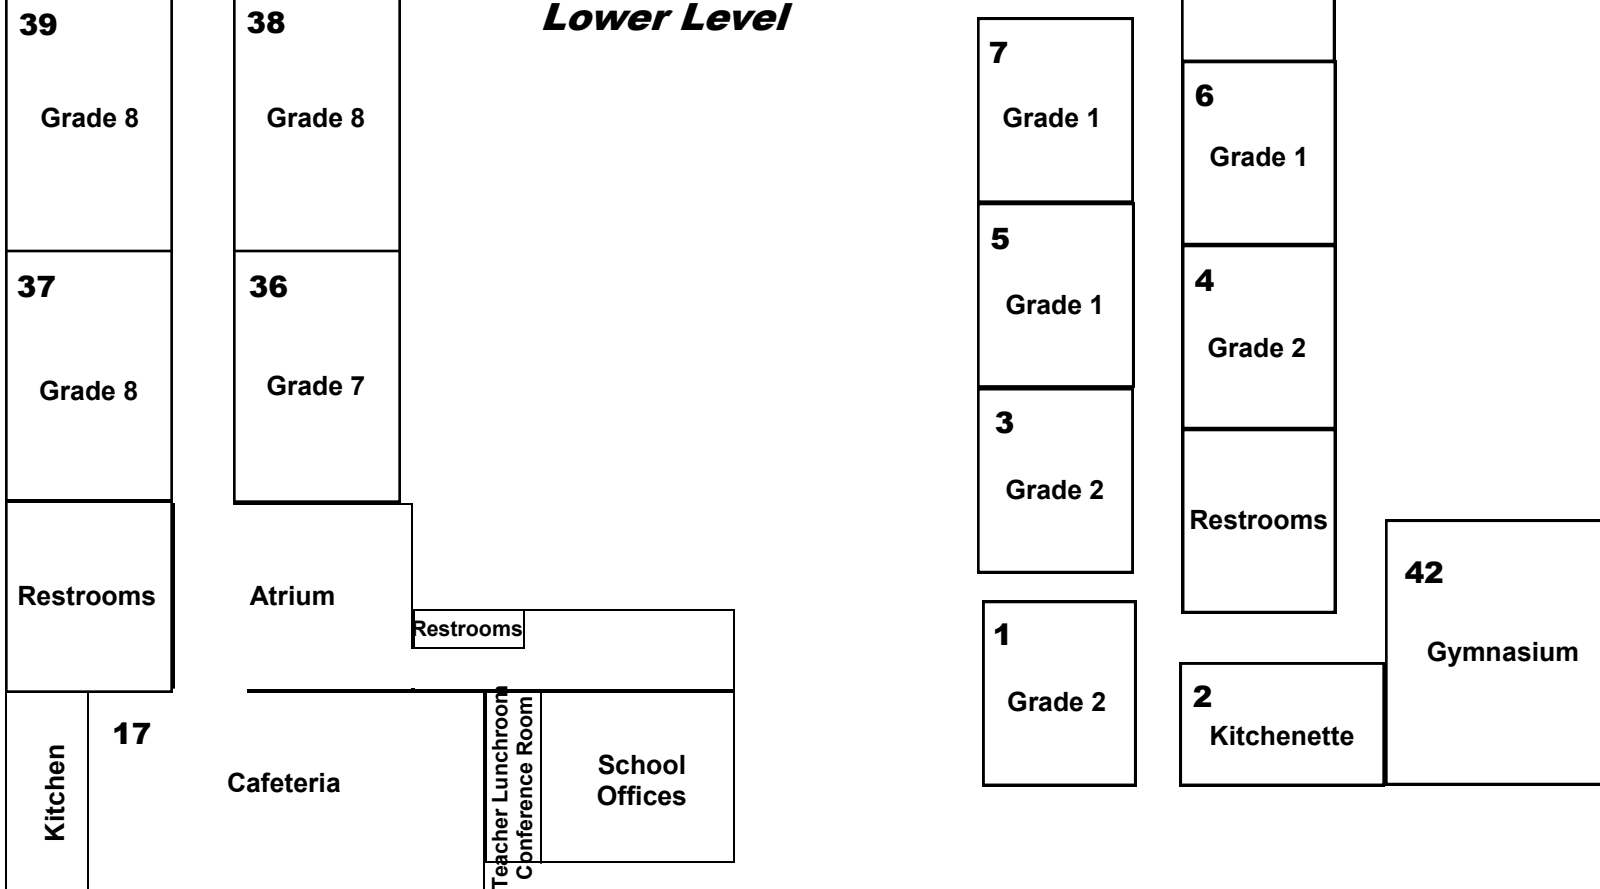 Lower Level
39
Grade 8
38
Grade 8
37
Grade 8
36
Grade 7
Restrooms
Atrium
Restrooms
Kitchen
17
Cafeteria
Teacher Lunchroom
Conference Room
School
Offices
7
Grade 1
6
Grade 1
5
Grade 1
4
Grade 2
3
Grade 2
Restrooms
1
Grade 2
2
Kitchenette
42
Gymnasium